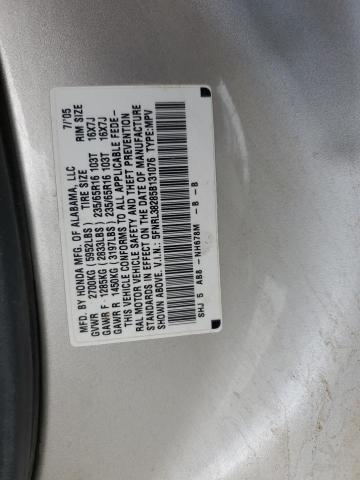 MFD. BY HONDA MFG. OF ALABAMA, LLC 7/'05
TIRE SIZE RIM SIZE
GVWR 2700KG (5952LBS)
GAWR F 1285KG (2833LBS) 235/65R16 103T 16X7J
GAWR R 1450KG (3197LBS) 235/65R16 103T 16X7J
THIS VEHICLE CONFORMS TO ALL APPLICABLE FEDE-
RAL MOTOR VEHICLE SAFETY AND THEFT PREVENTION
STANDARDS IN EFFECT ON THE DATE OF MANUFACTURE
SHOWN ABOVE. V.I.N.: 5FNRL38285B131076 TYPE:MPV
SHJ 5 AB8 -NH678M - B - B